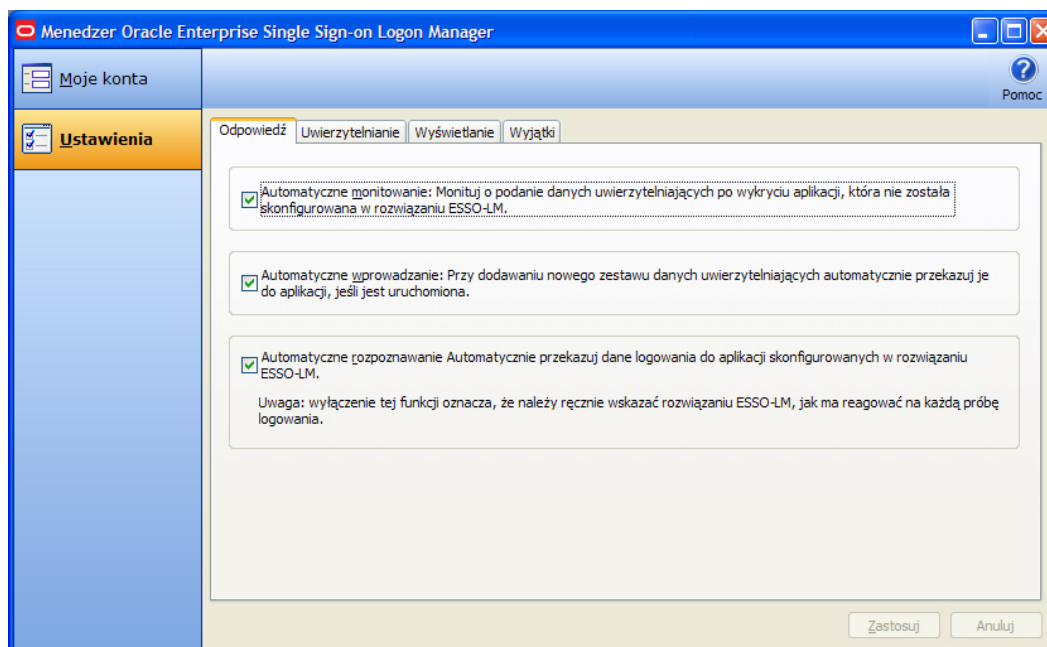 Menedzer Oracle Enterprise Single Sign-on Logon Manager
Moje konta
Pomoc
Ustawienia
Odpowiedź Uwierzytelnianie Wyświetlanie Wyjątki
Automatyczne monitowanie: Monituj o podanie danych uwierzytelniających po wykryciu aplikacji, która nie została
skonfigurowana w rozwiązaniu ESSO-LM.
Automatyczne wprowadzanie: Przy dodawaniu nowego zestawu danych uwierzytelniających automatycznie przekazuj je
do aplikacji, jeśli jest uruchomiona.
Automatyczne rozpoznawanie Automatycznie przekazuj dane logowania do aplikacji skonfigurowanych w rozwiązaniu
ESSO-LM.
Uwaga: wyłączenie tej funkcji oznacza, że należy ręcznie wskazać rozwiązaniu ESSO-LM, jak ma reagować na każdą próbę
logowania.
Zastosuj Anuluj